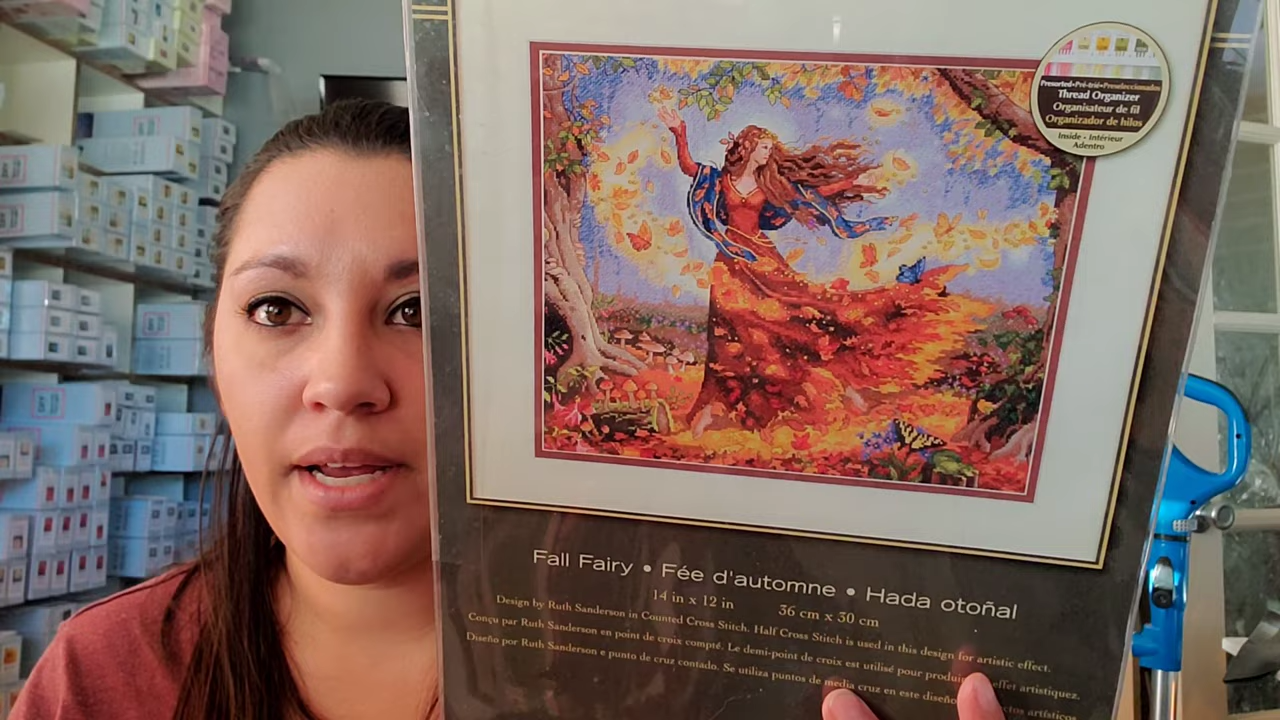 Presorted•Pré-trié•Preseleccionados
Thread Organizer
Organisateur de fil
Organizador de hilos
Inside - Intérieur
Adentro
Fall Fairy • Fée d'automne • Hada otoñal
14 in x 12 in 36 cm x 30 cm
Design by Ruth Sanderson in Counted Cross Stitch. Half Cross Stitch is used in this design for artistic effect.
Conçu par Ruth Sanderson en point de croix compté. Le demi-point de croix est utilisé pour effet artistiquez.
Diseño por Ruth Sanderson e punto de cruz contado. Se utiliza puntos de media cruz en este diseño artísticos